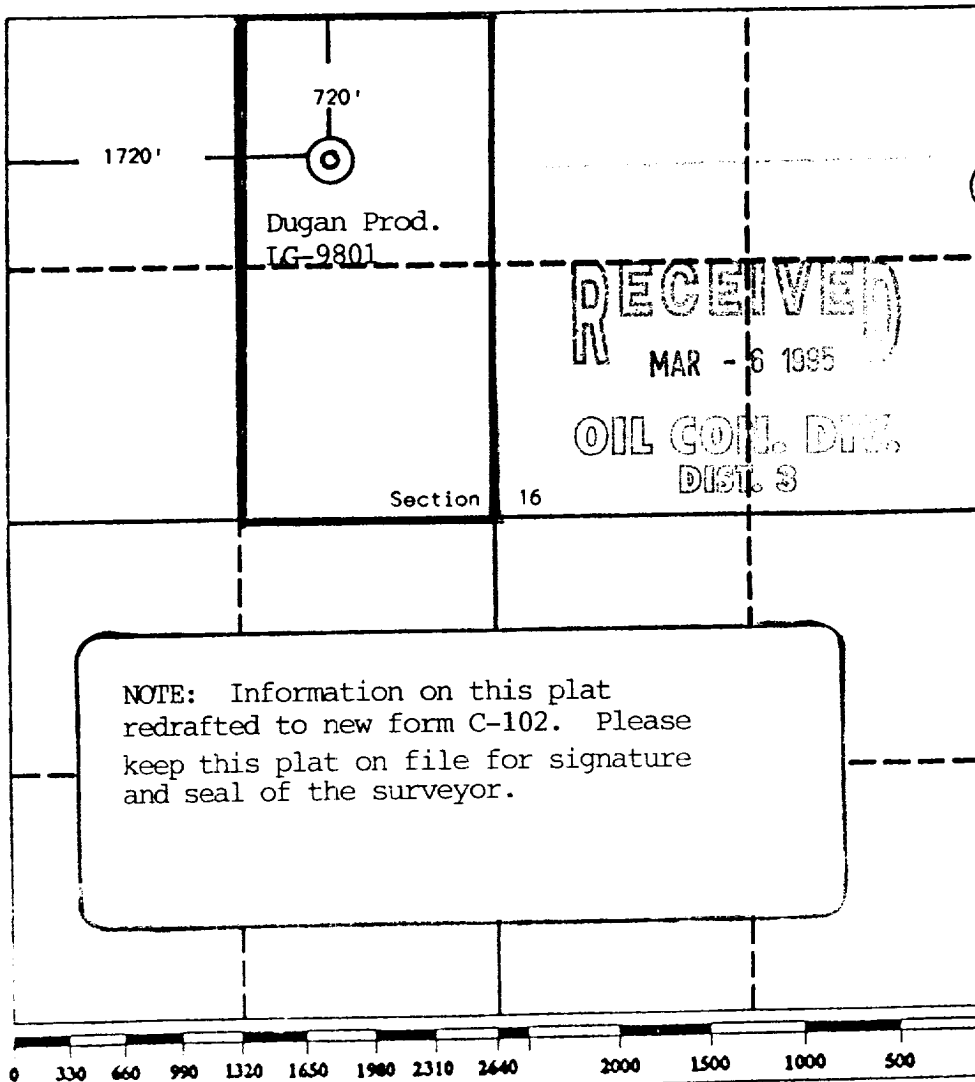 720'
1720'
Dugan Prod.
LG-9801
RECEIVED
MAR - 6 1995
OIL CON. DIV.
DIST. 3
Section 16
NOTE: Information on this plat
redrafted to new form C-102. Please
keep this plat on file for signature
and seal of the surveyor.
0 330 660 990 1320 1650 1980 2310 2640 2000 1500 1000 500